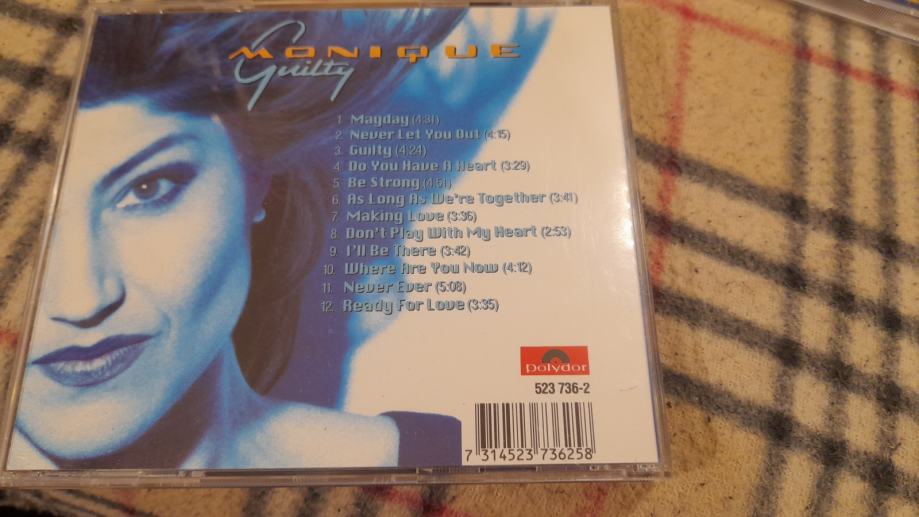 MONIQUE
Guilty
1. Mayday (4:31)
2. Never Let You Out (4:15)
3. Guilty (4:24)
4. Do You Have A Heart (3:29)
5. Be Strong (4:51)
6. As Long As We're Together (3:41)
7. Making Love (3:36)
8. Don't Play With My Heart (2:53)
9. I'll Be There (3:42)
10. Where Are You Now (4:12)
11. Never Ever (5:08)
12. Ready For Love (3:35)
polydor
523 736-2
7 314523 736258